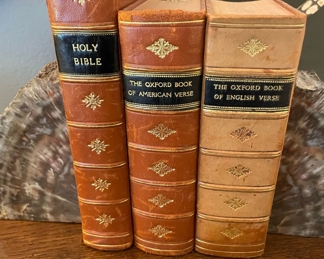 HOLY
BIBLE
THE OXFORD BOOK
OF AMERICAN VERSE
THE OXFORD BOOK
OF ENGLISH VERSE